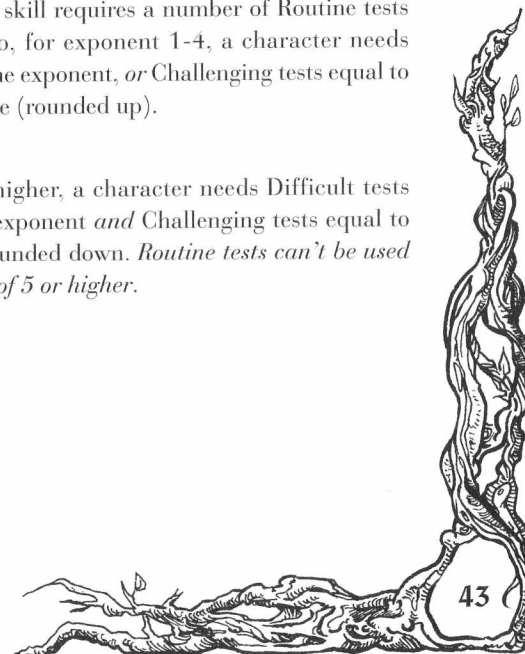 skill requires a number of Routine tests
o, for exponent 1-4, a character needs
e exponent, or Challenging tests equal to
e (rounded up).
igher, a character needs Difficult tests
exponent and Challenging tests equal to
unded down. Routine tests can't be used
of 5 or higher.
43